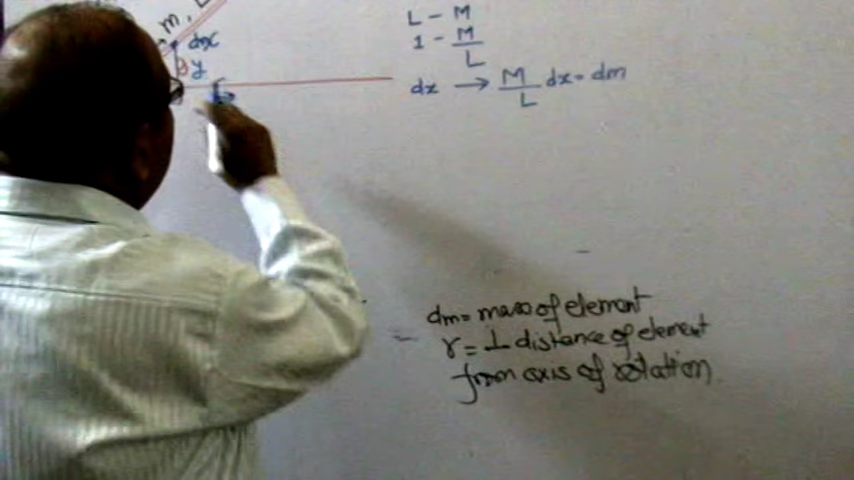 m, L
dx
y
L - M
1 - M/L
dx → M/L dx = dm
dm = mass of element
r = ⊥ distance of element
from axis of rotation